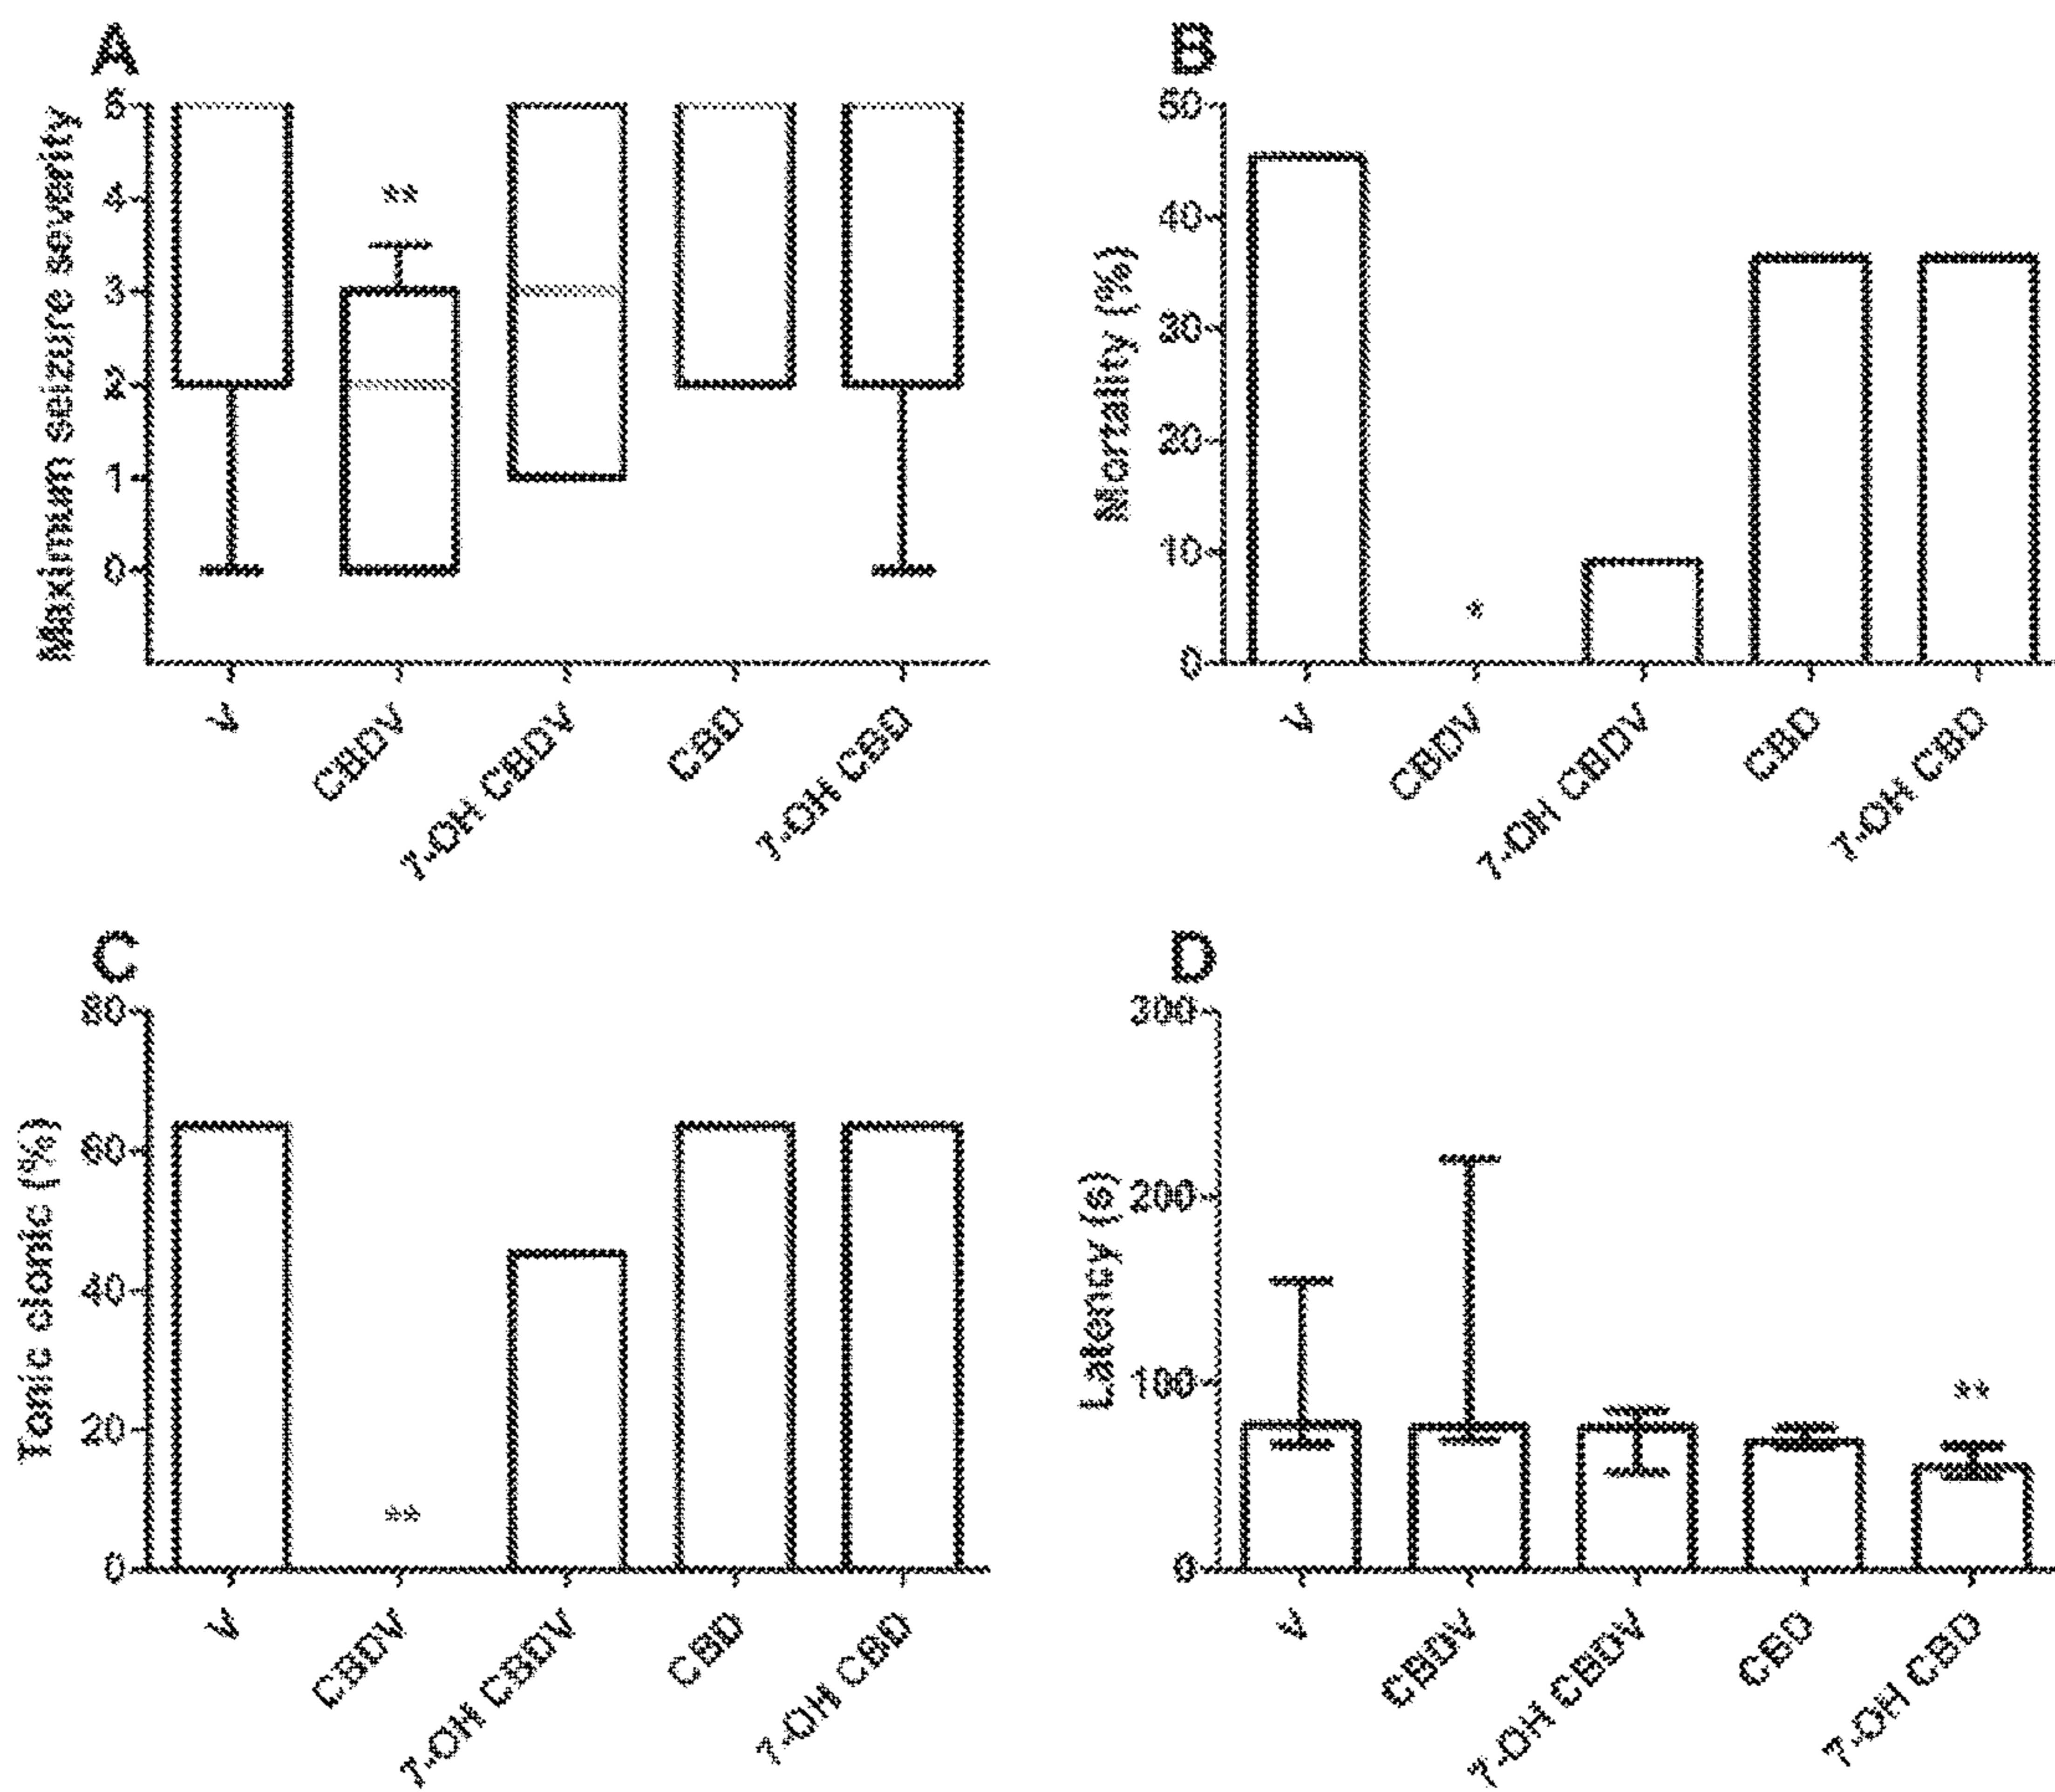 A
Maximum seizure severity
5
4
3
2
1
0
**
V
CBDV
7-OH CBDV
CBD
7-OH CBD
B
Mortality (%)
50
40
30
20
10
0
*
V
CBDV
7-OH CBDV
CBD
7-OH CBD
C
Tonic clonic (%)
80
60
40
20
0
**
V
CBDV
7-OH CBDV
CBD
7-OH CBD
D
Latency (s)
300
200
100
0
**
V
CBDV
7-OH CBDV
CBD
7-OH CBD